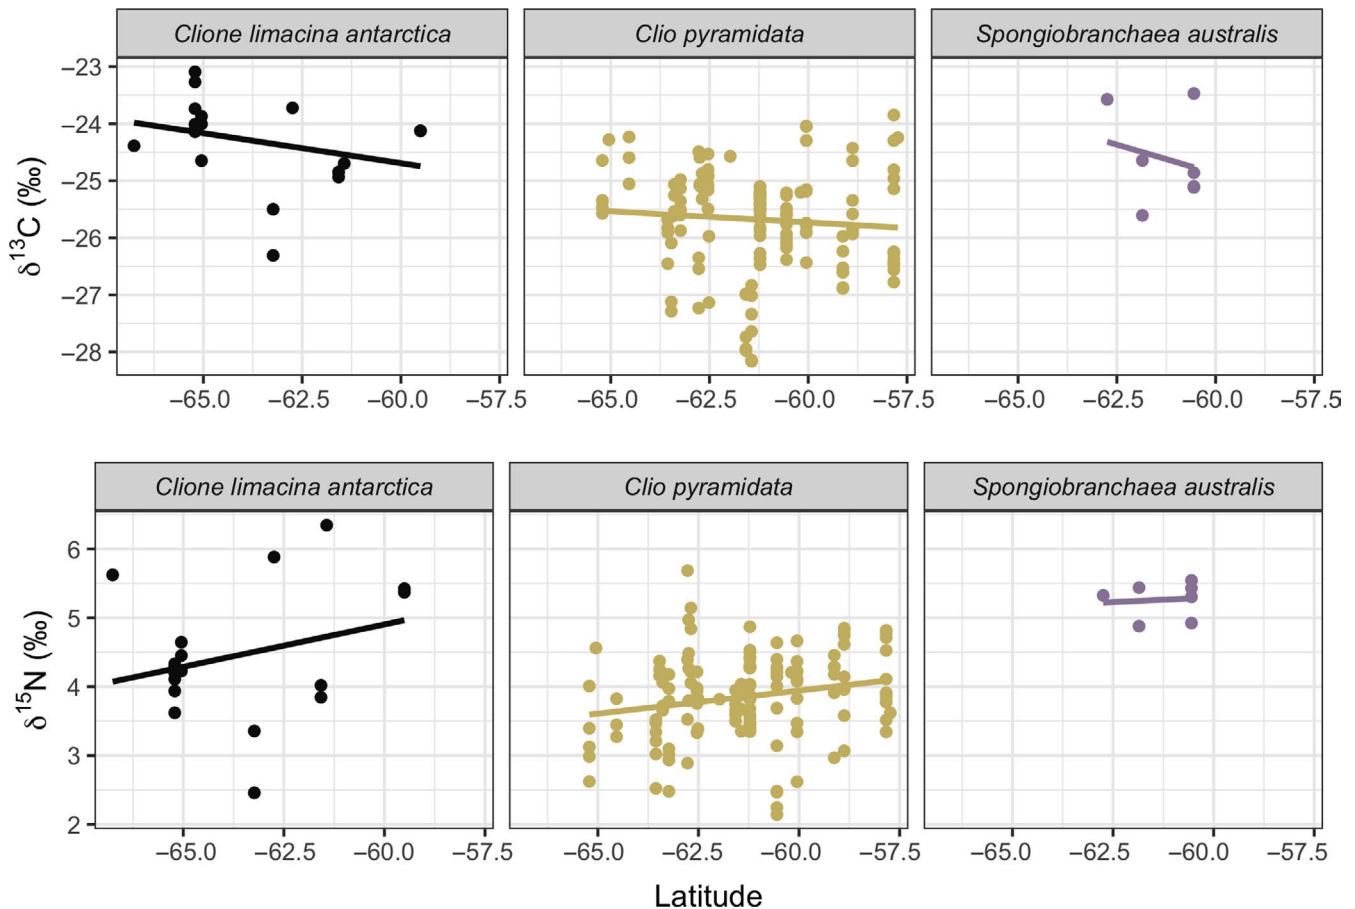 Clione limacina antarctica Clio pyramidata Spongiobranchaea australis
−23
−24
−25
−26
−27
−28
δ13C (‰)
−65.0 −62.5 −60.0 −57.5 −65.0 −62.5 −60.0 −57.5 −65.0 −62.5 −60.0 −57.5
Clione limacina antarctica Clio pyramidata Spongiobranchaea australis
6
5
4
3
2
δ15N (‰)
−65.0 −62.5 −60.0 −57.5 −65.0 −62.5 −60.0 −57.5 −65.0 −62.5 −60.0 −57.5
Latitude